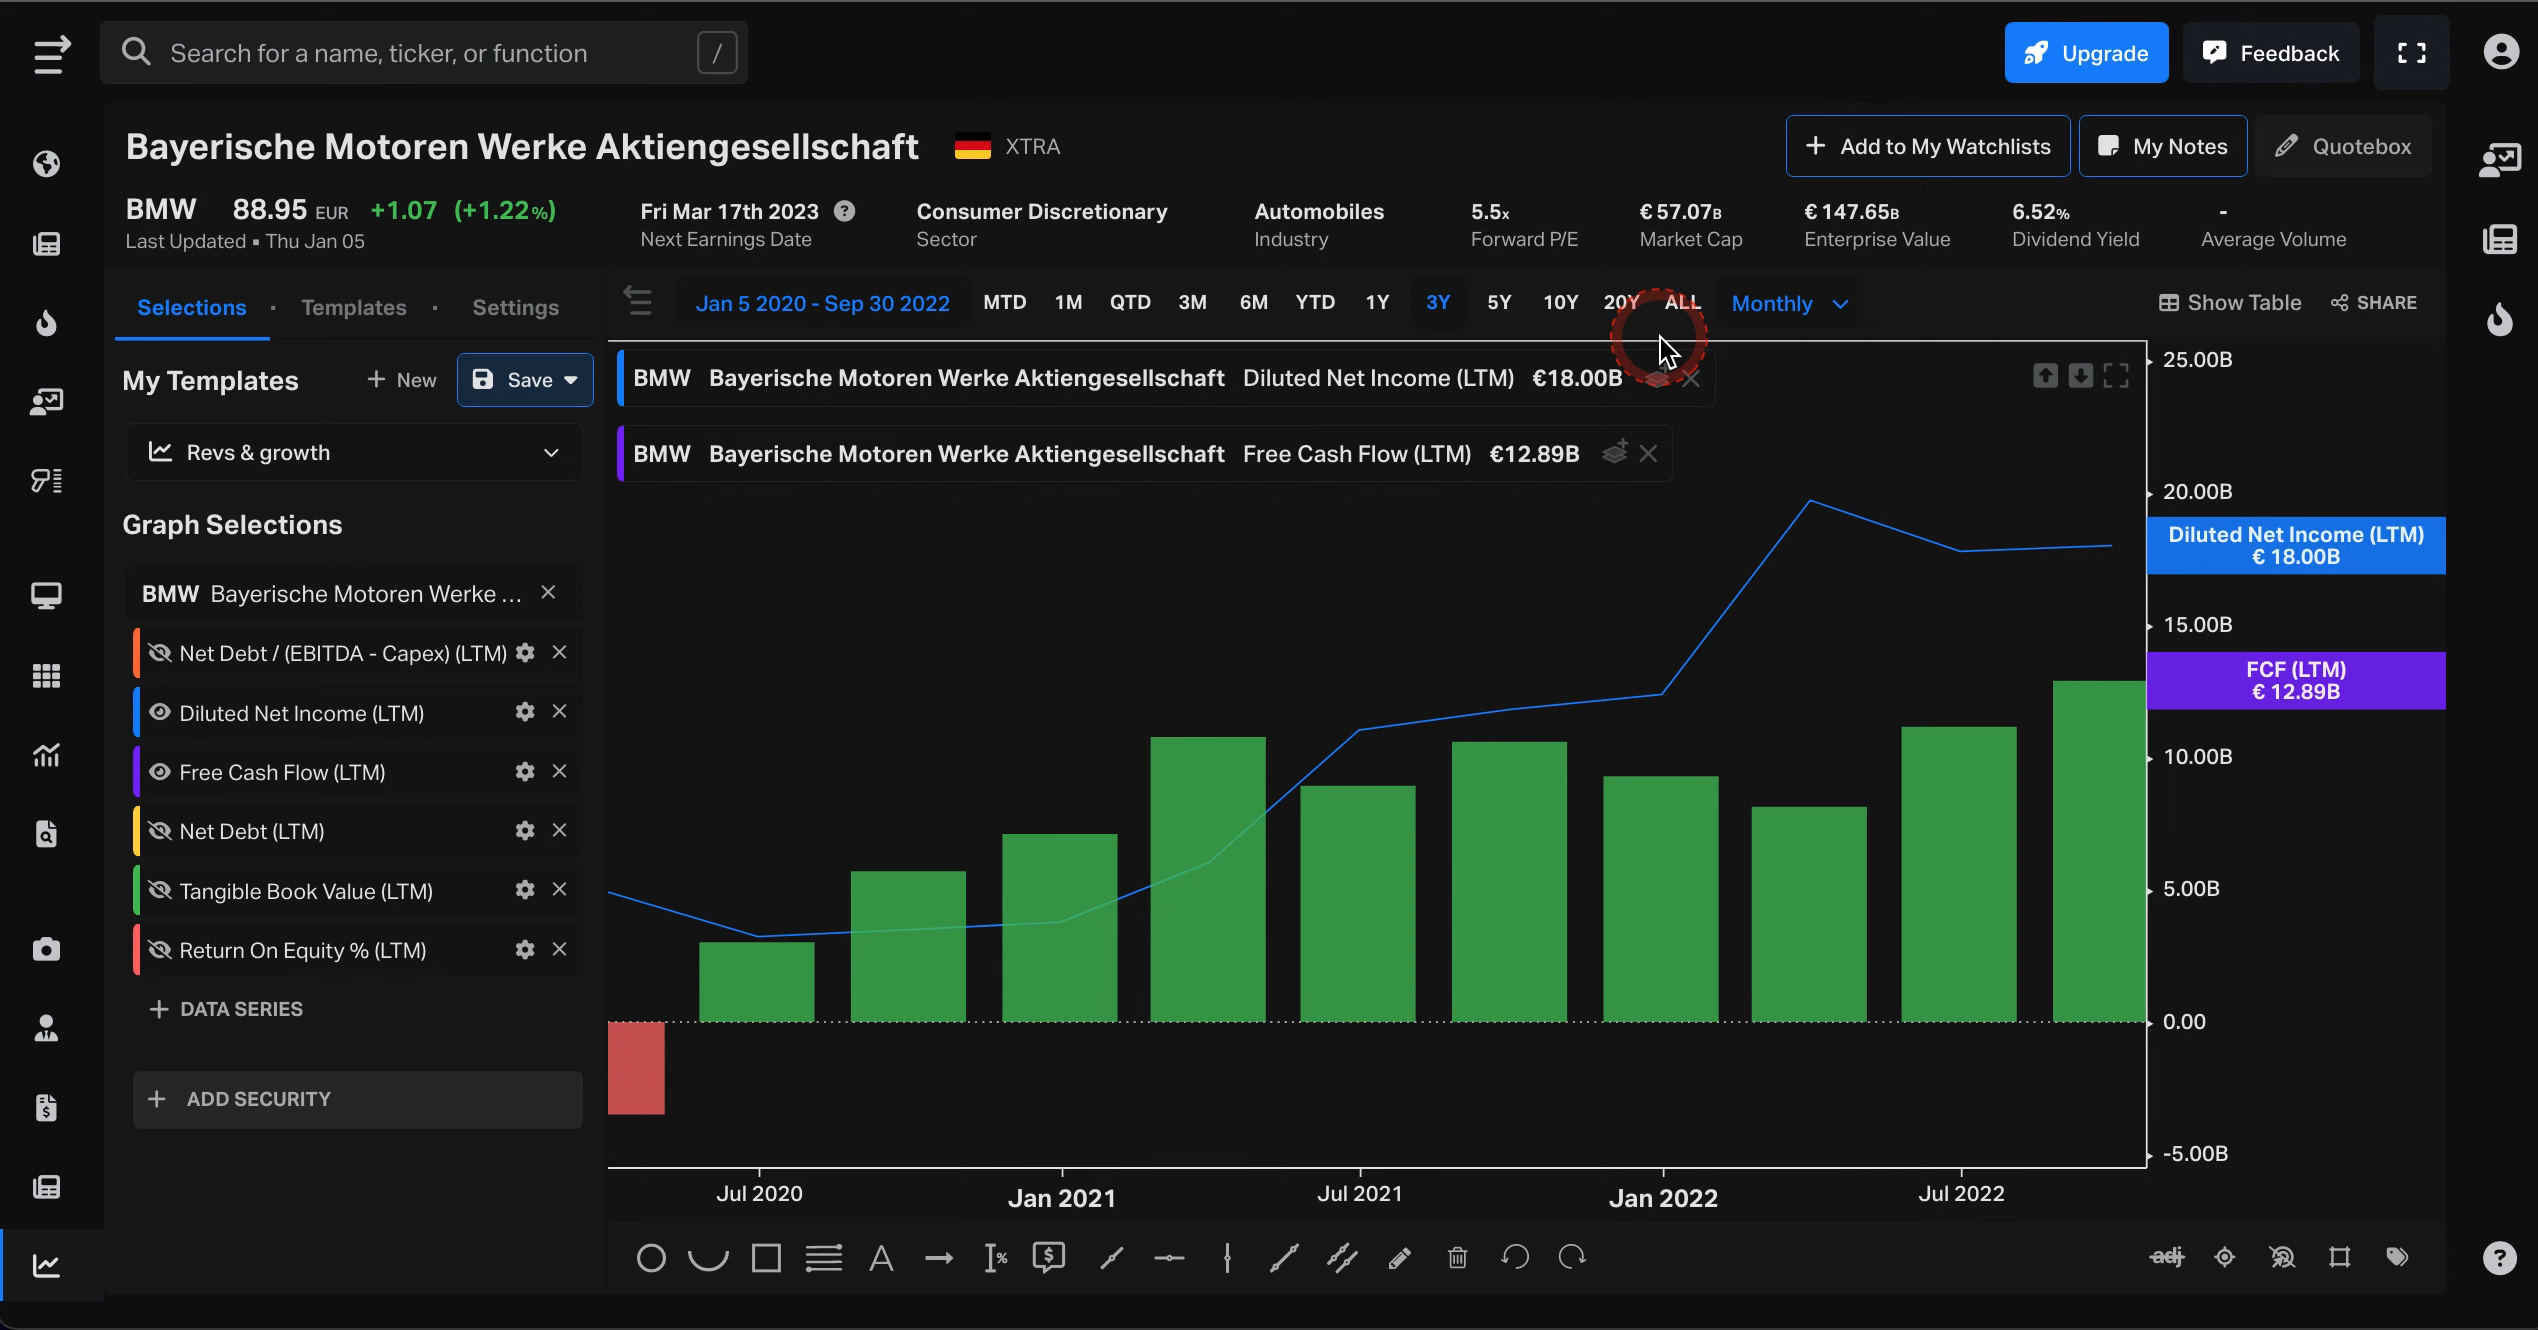 Search for a name, ticker, or function /
Upgrade
Feedback
Bayerische Motoren Werke Aktiengesellschaft XTRA
+ Add to My Watchlists
My Notes
Quotebox
BMW 88.95 EUR +1.07 (+1.22%)
Last Updated ▪ Thu Jan 05
Fri Mar 17th 2023 ?
Next Earnings Date
Consumer Discretionary
Sector
Automobiles
Industry
5.5x
Forward P/E
€ 57.07B
Market Cap
€ 147.65B
Enterprise Value
6.52%
Dividend Yield
-
Average Volume
Selections · Templates · Settings
Jan 5 2020 - Sep 30 2022 MTD 1M QTD 3M 6M YTD 1Y 3Y 5Y 10Y 20Y ALL Monthly
Show Table SHARE
My Templates + New Save
Revs & growth
Graph Selections
BMW Bayerische Motoren Werke ...
Net Debt / (EBITDA - Capex) (LTM)
Diluted Net Income (LTM)
Free Cash Flow (LTM)
Net Debt (LTM)
Tangible Book Value (LTM)
Return On Equity % (LTM)
+ DATA SERIES
+ ADD SECURITY
BMW Bayerische Motoren Werke Aktiengesellschaft Diluted Net Income (LTM) €18.00B
BMW Bayerische Motoren Werke Aktiengesellschaft Free Cash Flow (LTM) €12.89B
25.00B
20.00B
Diluted Net Income (LTM)
€ 18.00B
15.00B
FCF (LTM)
€ 12.89B
10.00B
5.00B
0.00
-5.00B
Jul 2020 Jan 2021 Jul 2021 Jan 2022 Jul 2022
A
%
$
adj
?